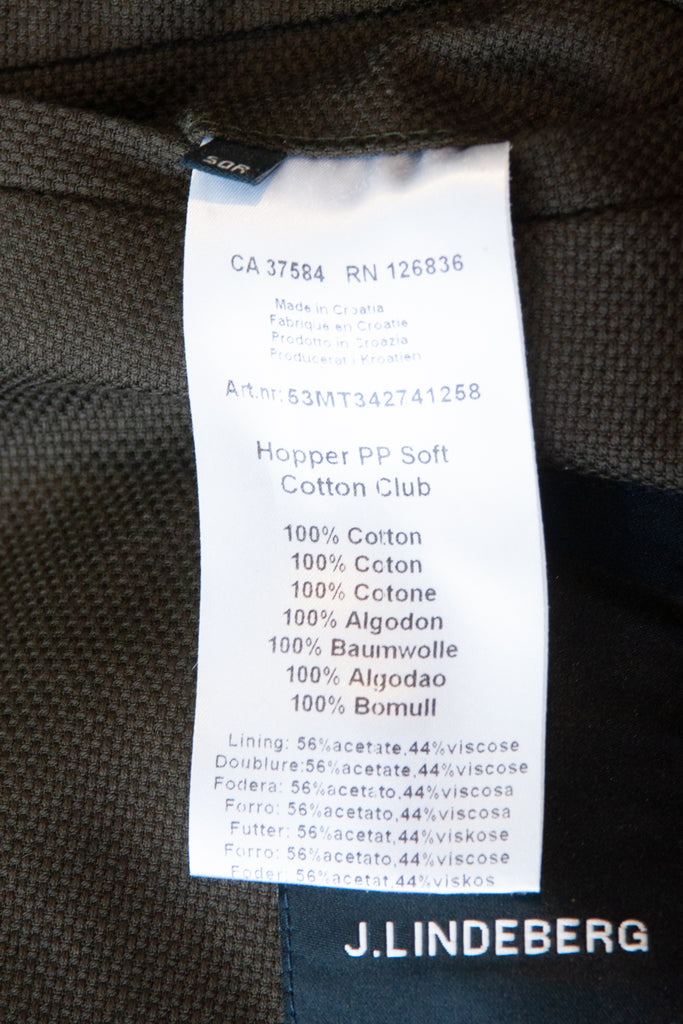 50R
CA 37584 RN 126836
Made in Croatia
Fabrique en Croatie
Prodotto in Croazia
Producerat i Kroatien
Art.nr: 53MT342741258
Hopper PP Soft
Cotton Club
100% Cotton
100% Coton
100% Cotone
100% Algodon
100% Baumwolle
100% Algodao
100% Bomull
Lining: 56%acetate,44%viscose
Doublure:56%acetate,44%viscose
Fodera: 56%acetato,44%viscosa
Forro: 56%acetato,44%viscosa
Futter: 56%acetat,44%viskose
Forro: 56%acetato,44%viscose
Foder: 56%acetat,44%viskos
J.LINDEBERG